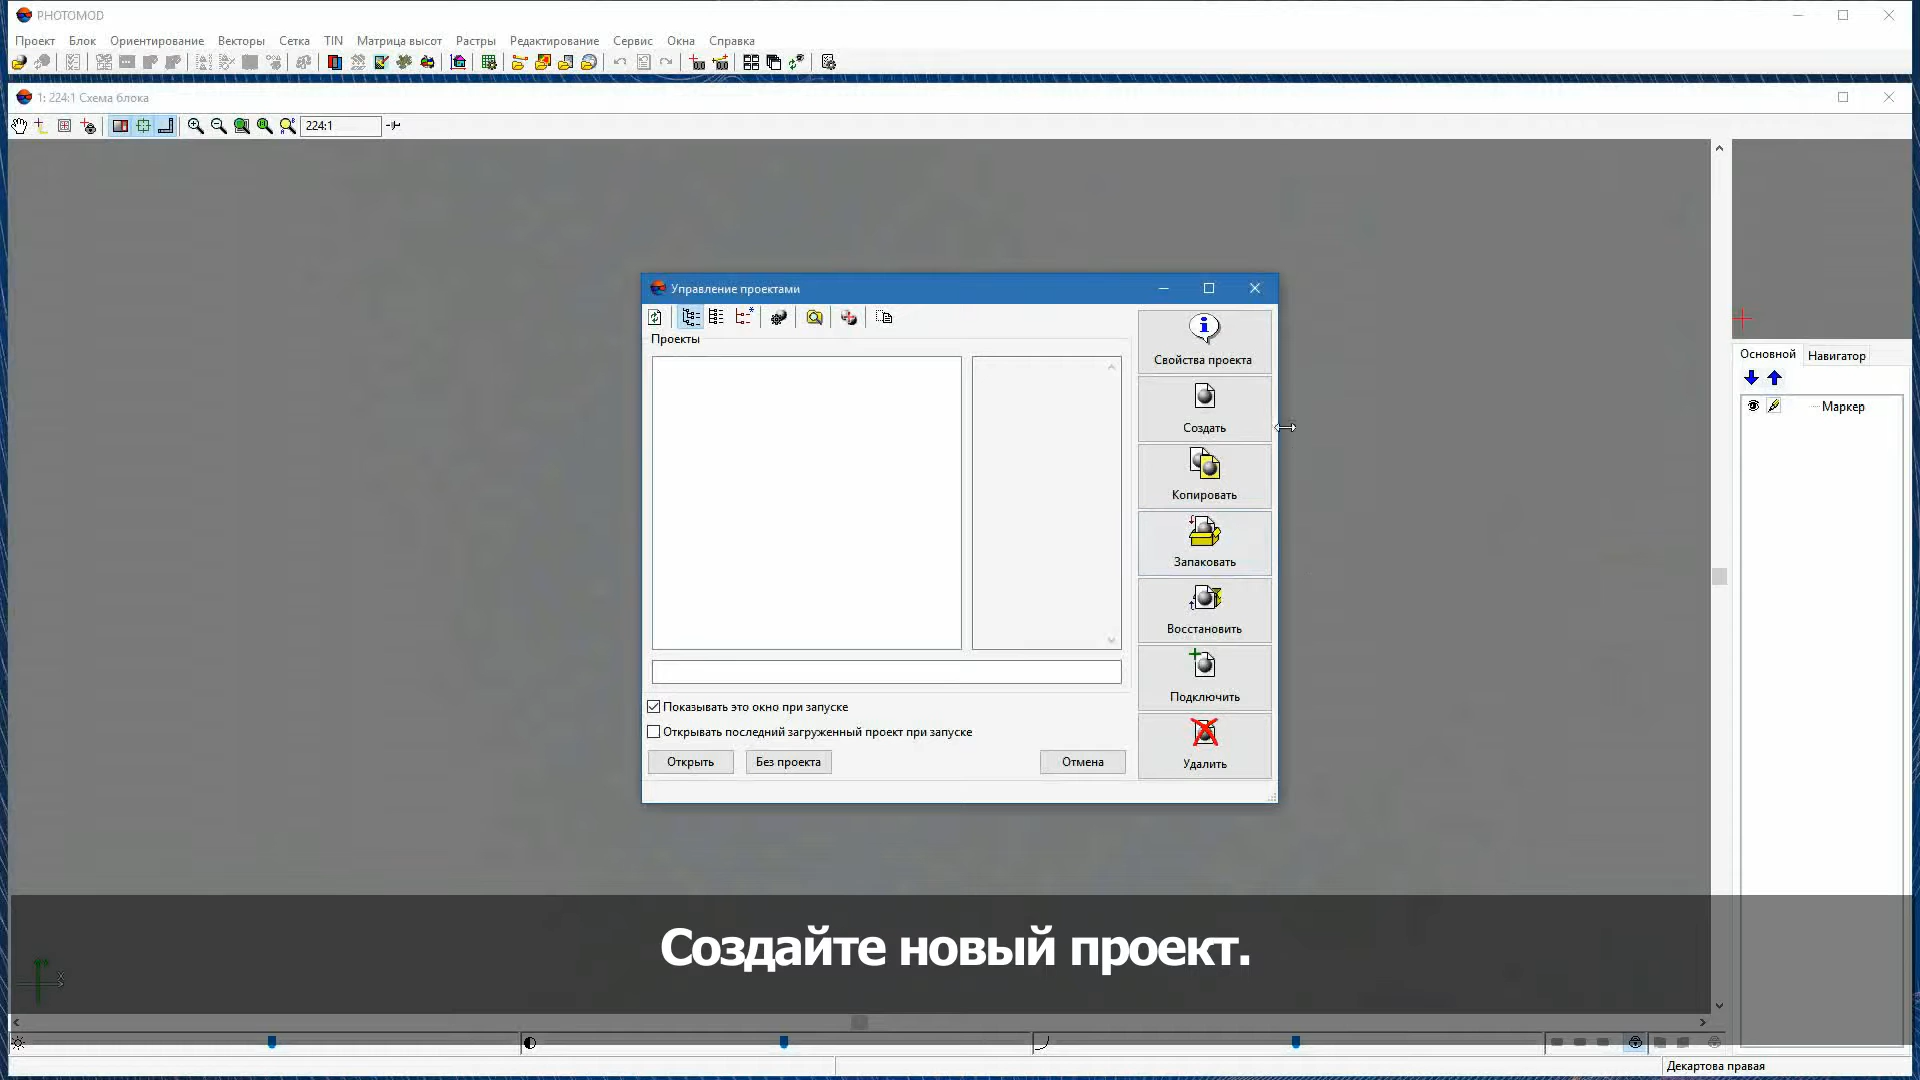 PHOTOMOD
Проект Блок Ориентирование Векторы Сетка TIN Матрица высот Растры Редактирование Сервис Окна Справка
1: 224:1 Схема блока
224:1
Управление проектами
Проекты
Свойства проекта
Создать
Копировать
Запаковать
Восстановить
Подключить
Удалить
Показывать это окно при запуске
Открывать последний загруженный проект при запуске
Открыть Без проекта Отмена
Основной Навигатор
Маркер
Создайте новый проект.
X
Декартова правая